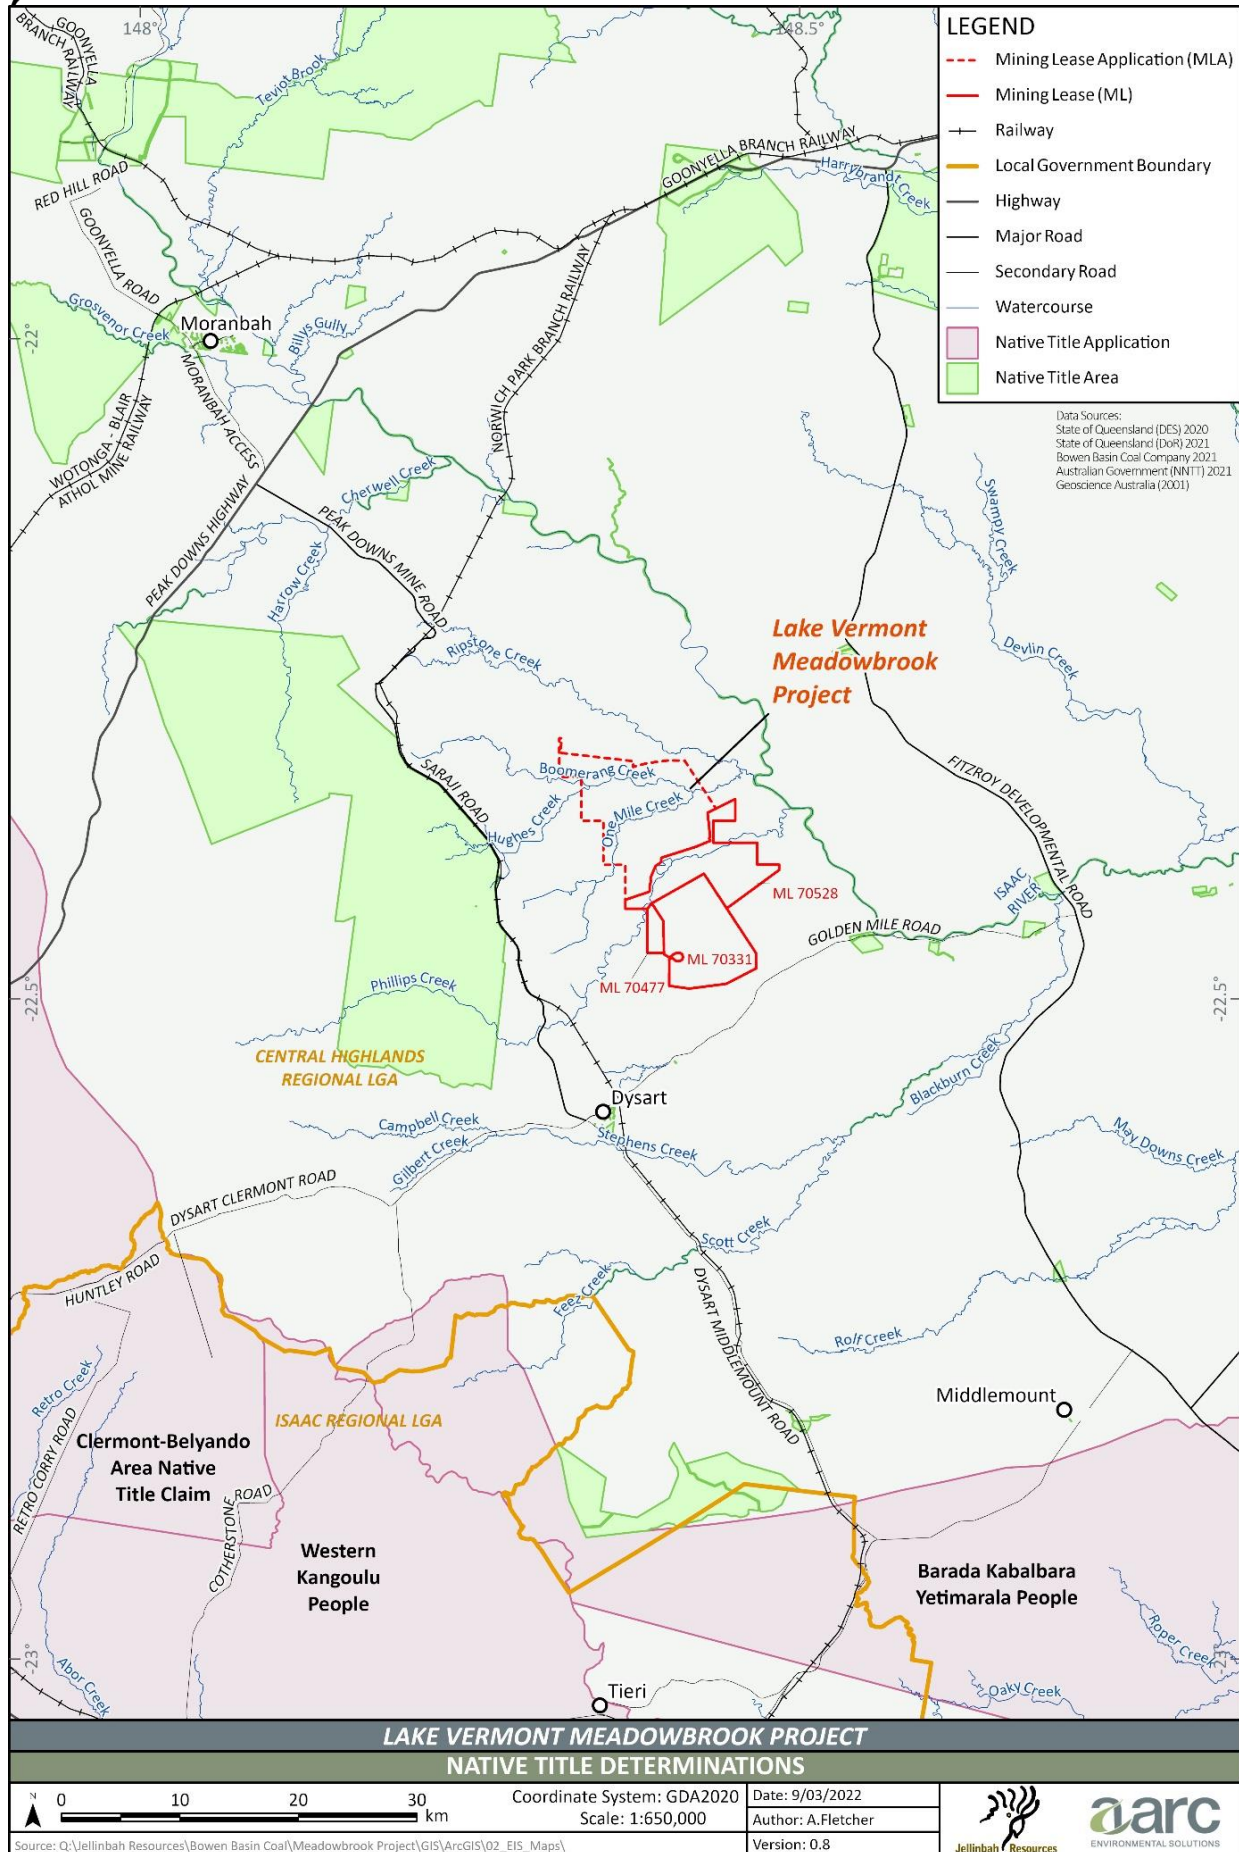 148°
148.5°
GOONYELLA
BRANCH RAILWAY
Teviot Brook
RED HILL ROAD
GOONYELLA ROAD
GOONYELLA BRANCH RAILWAY
Harrybrandt
Creek
LEGEND
Mining Lease Application (MLA)
Mining Lease (ML)
Railway
Local Government Boundary
Highway
Major Road
Secondary Road
Watercourse
Native Title Application
Native Title Area
Data Sources:
State of Queensland (DES) 2020
State of Queensland (DoR) 2021
Bowen Basin Coal Company 2021
Australian Government (NNTT) 2021
Geoscience Australia (2001)
Grosvenor Creek
Moranbah
Billys Gully
-22°
MORANBAH ACCESS
WOTONGA - BLAIR
ATHOL MINE RAILWAY
NORWICH PARK BRANCH RAILWAY
Cherwell Creek
PEAK DOWNS HIGHWAY
PEAK DOWNS MINE ROAD
Harrow Creek
Swampy Creek
Ripstone Creek
Devlin Creek
Lake Vermont
Meadowbrook
Project
SARAJI ROAD
Boomerang Creek
Hughes Creek
One Mile Creek
FITZROY DEVELOPMENTAL ROAD
ML 70528
ISAAC
RIVER
GOLDEN MILE ROAD
ML 70331
ML 70477
-22.5°
-22.5°
Phillips Creek
CENTRAL HIGHLANDS
REGIONAL LGA
Blackburn Creek
Dysart
Campbell Creek
Stephens Creek
Gilbert Creek
May Downs
Creek
DYSART CLERMONT ROAD
Scott Creek
HUNTLEY ROAD
Feez Creek
DYSART MIDDLEMOUNT ROAD
Rolf Creek
Retro Creek
RETRO CORRY ROAD
ISAAC REGIONAL LGA
Middlemount
Clermont-Belyando
Area Native
Title Claim
COTHERSTONE ROAD
Western
Kangoulu
People
Barada Kabalbara
Yetimarala People
Roper Creek
-23°
-23°
Abor Creek
Tieri
Oaky Creek
LAKE VERMONT MEADOWBROOK PROJECT
NATIVE TITLE DETERMINATIONS
N
0 10 20 30
km
Coordinate System: GDA2020
Scale: 1:650,000
Date: 9/03/2022
Author: A.Fletcher
Version: 0.8
Source: Q:\Jellinbah Resources\Bowen Basin Coal\Meadowbrook Project\GIS\ArcGIS\02_EIS_Maps\
Jellinbah Resources
aarc
ENVIRONMENTAL SOLUTIONS